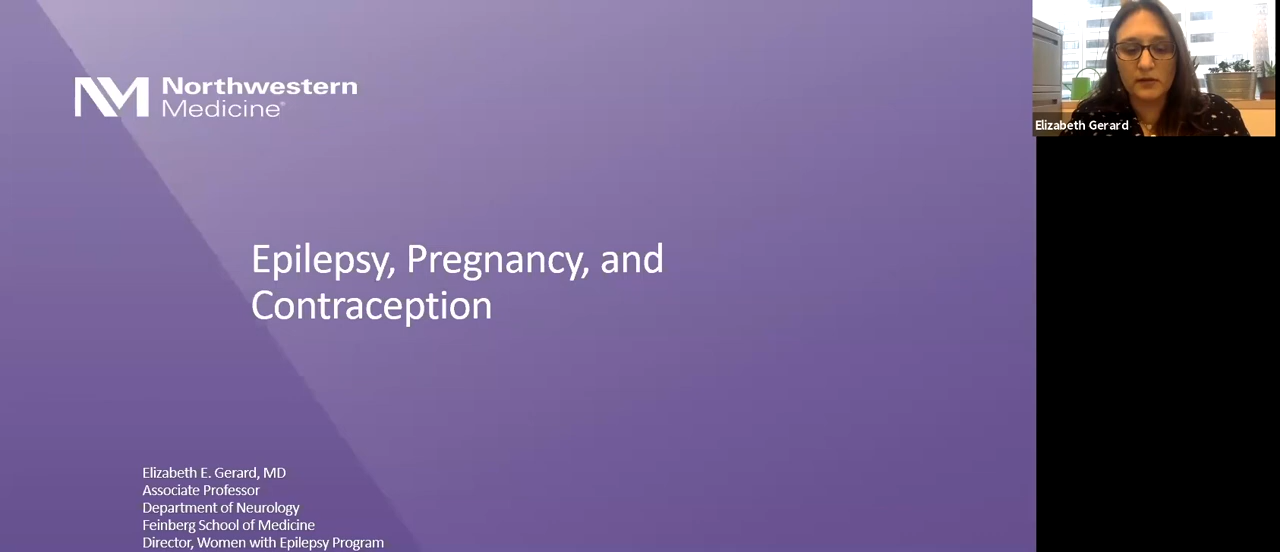 Northwestern
Medicine®
Elizabeth Gerard
Epilepsy, Pregnancy, and
Contraception
Elizabeth E. Gerard, MD
Associate Professor
Department of Neurology
Feinberg School of Medicine
Director, Women with Epilepsy Program